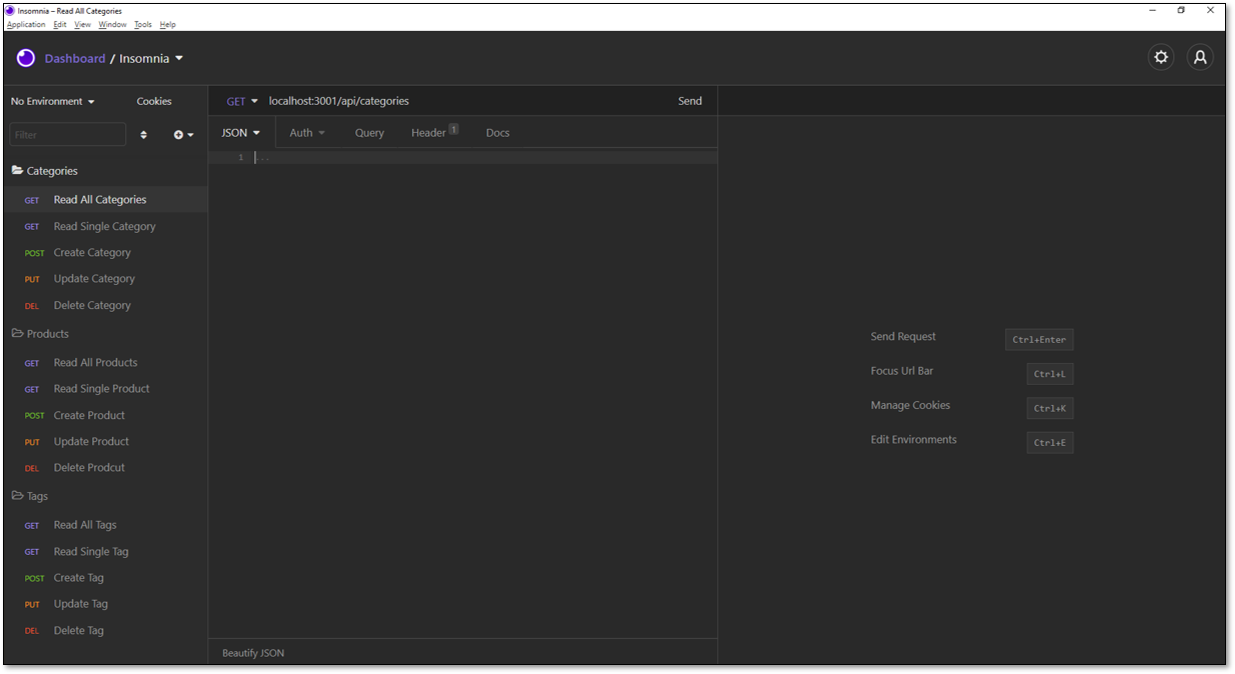 Insomnia – Read All Categories
Application Edit View Window Tools Help
Dashboard / Insomnia
No Environment Cookies
Filter
Categories
GET Read All Categories
GET Read Single Category
POST Create Category
PUT Update Category
DEL Delete Category
Products
GET Read All Products
GET Read Single Product
POST Create Product
PUT Update Product
DEL Delete Prodcut
Tags
GET Read All Tags
GET Read Single Tag
POST Create Tag
PUT Update Tag
DEL Delete Tag
GET localhost:3001/api/categories Send
JSON Auth Query Header 1 Docs
1 ...
Beautify JSON
Send Request Ctrl+Enter
Focus Url Bar Ctrl+L
Manage Cookies Ctrl+K
Edit Environments Ctrl+E